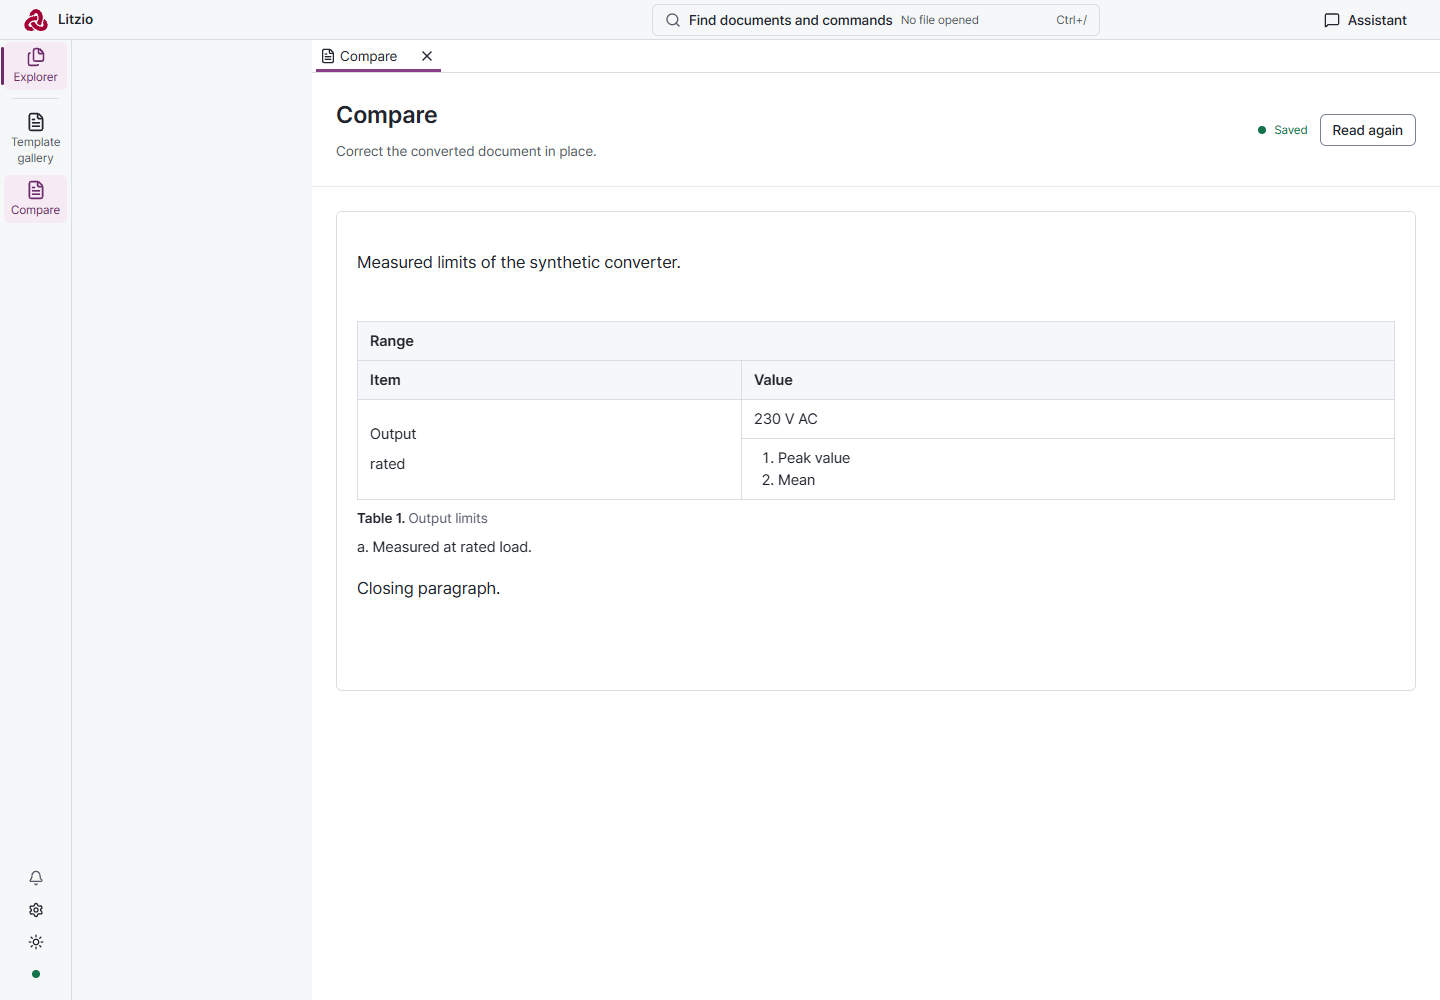 Litzio
Find documents and commands No file opened Ctrl+/
Assistant
Explorer
Template
gallery
Compare
Compare
Compare
Correct the converted document in place.
Saved
Read again
Measured limits of the synthetic converter.
Range
Item Value
Output
rated
230 V AC
1. Peak value
2. Mean
Table 1. Output limits
a. Measured at rated load.
Closing paragraph.